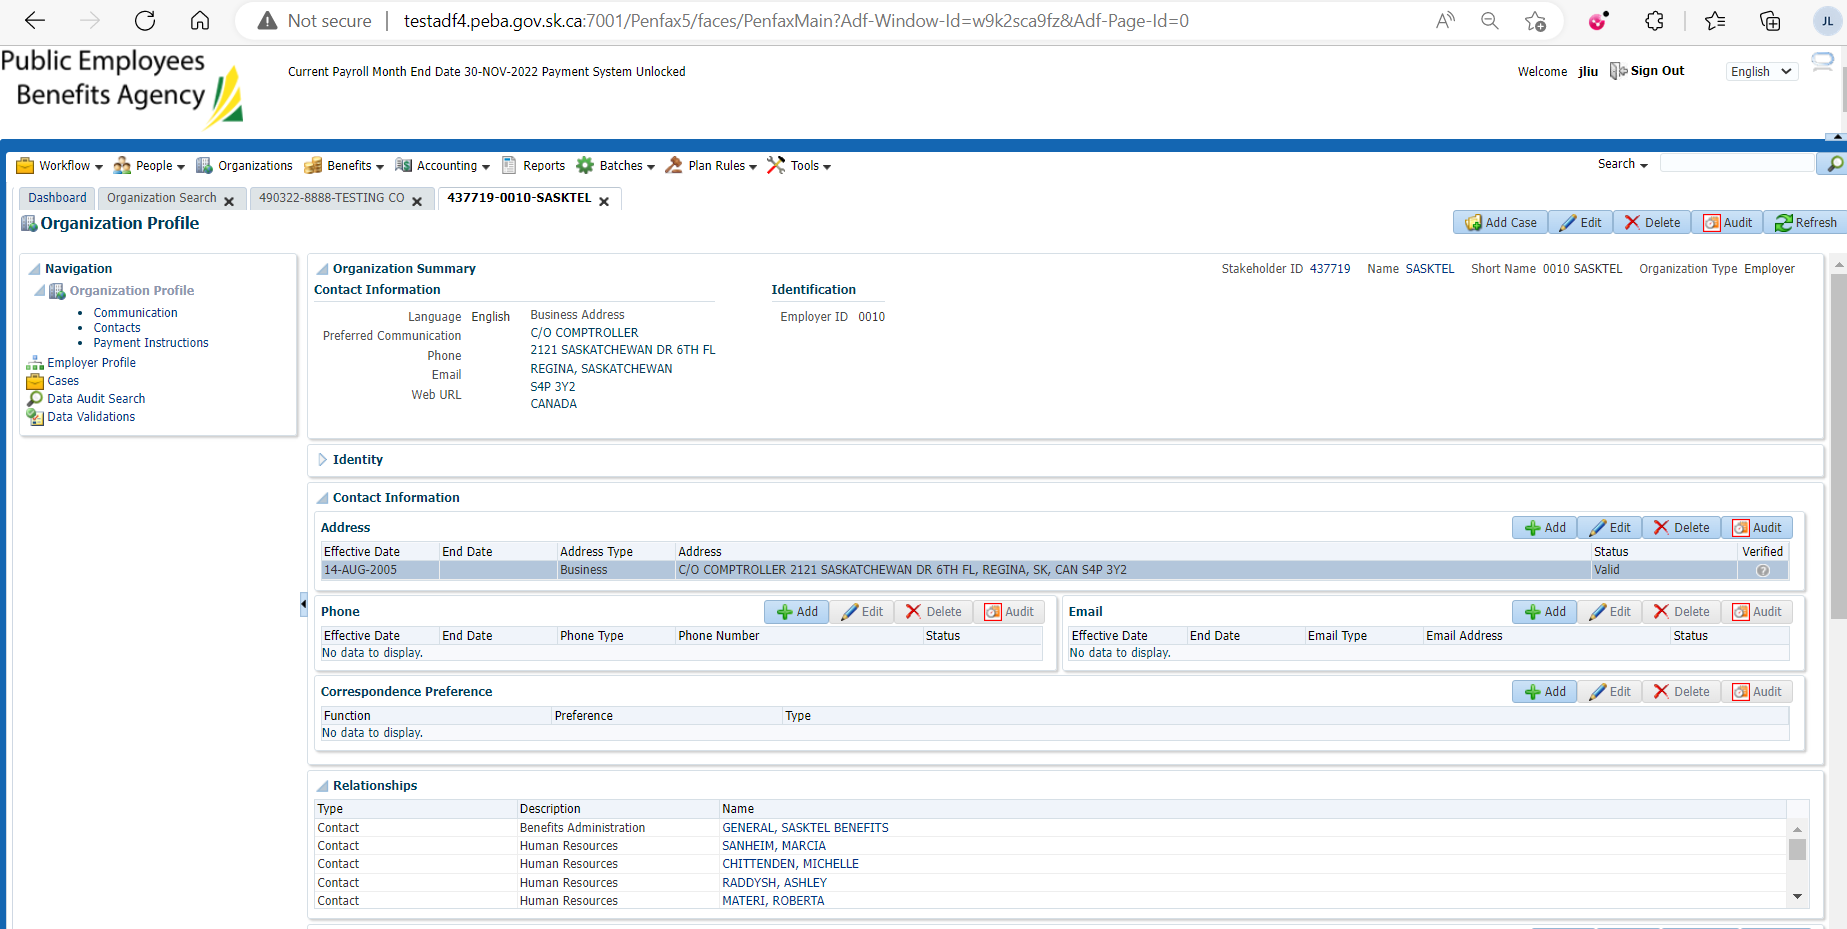 Not secure testadf4.peba.gov.sk.ca:7001/Penfax5/faces/PenfaxMain?Adf-Window-Id=w9k2sca9fz&Adf-Page-Id=0 JL
Public Employees
Benefits Agency
Current Payroll Month End Date 30-NOV-2022 Payment System Unlocked
Welcome jliu Sign Out English
Workflow People Organizations Benefits Accounting Reports Batches Plan Rules Tools Search
Dashboard Organization Search 490322-8888-TESTING CO 437719-0010-SASKTEL
Organization Profile
Add Case Edit Delete Audit Refresh
Navigation
Organization Profile
Communication
Contacts
Payment Instructions
Employer Profile
Cases
Data Audit Search
Data Validations
Organization Summary Stakeholder ID 437719 Name SASKTEL Short Name 0010 SASKTEL Organization Type Employer
Contact Information Identification
Language English Business Address Employer ID 0010
Preferred Communication C/O COMPTROLLER
Phone 2121 SASKATCHEWAN DR 6TH FL
Email REGINA, SASKATCHEWAN
Web URL S4P 3Y2
CANADA
Identity
Contact Information
Address Add Edit Delete Audit
Effective Date End Date Address Type Address Status Verified
14-AUG-2005 Business C/O COMPTROLLER 2121 SASKATCHEWAN DR 6TH FL, REGINA, SK, CAN S4P 3Y2 Valid
Phone Add Edit Delete Audit
Effective Date End Date Phone Type Phone Number Status
No data to display.
Email Add Edit Delete Audit
Effective Date End Date Email Type Email Address Status
No data to display.
Correspondence Preference Add Edit Delete Audit
Function Preference Type
No data to display.
Relationships
Type Description Name
Contact Benefits Administration GENERAL, SASKTEL BENEFITS
Contact Human Resources SANHEIM, MARCIA
Contact Human Resources CHITTENDEN, MICHELLE
Contact Human Resources RADDYSH, ASHLEY
Contact Human Resources MATERI, ROBERTA